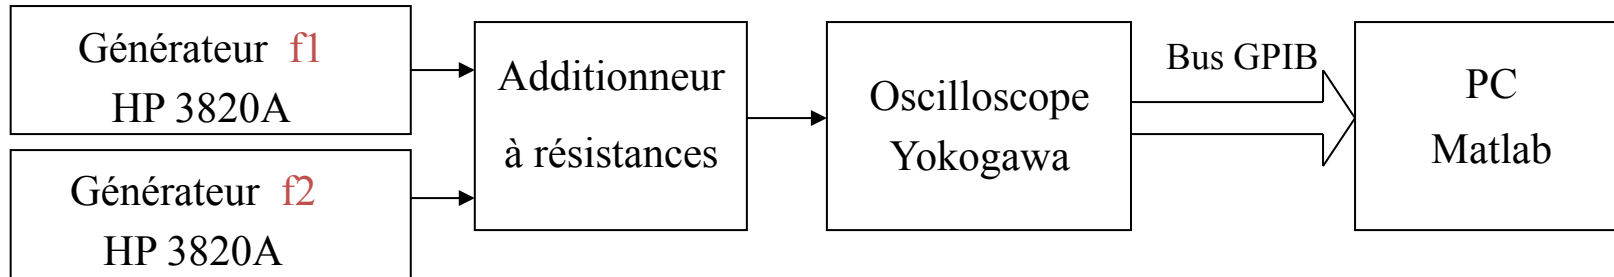 Générateur f1
HP 3820A
Générateur f2
HP 3820A
Additionneur
à résistances
Oscilloscope
Yokogawa
Bus GPIB
PC
Matlab